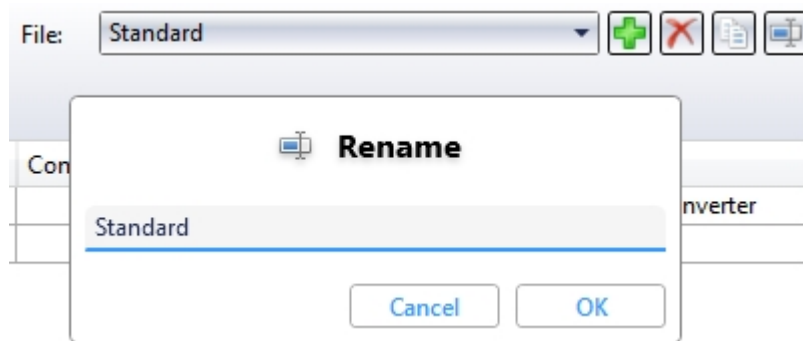 File: Standard
Rename
Con
nverter
Standard
Cancel OK